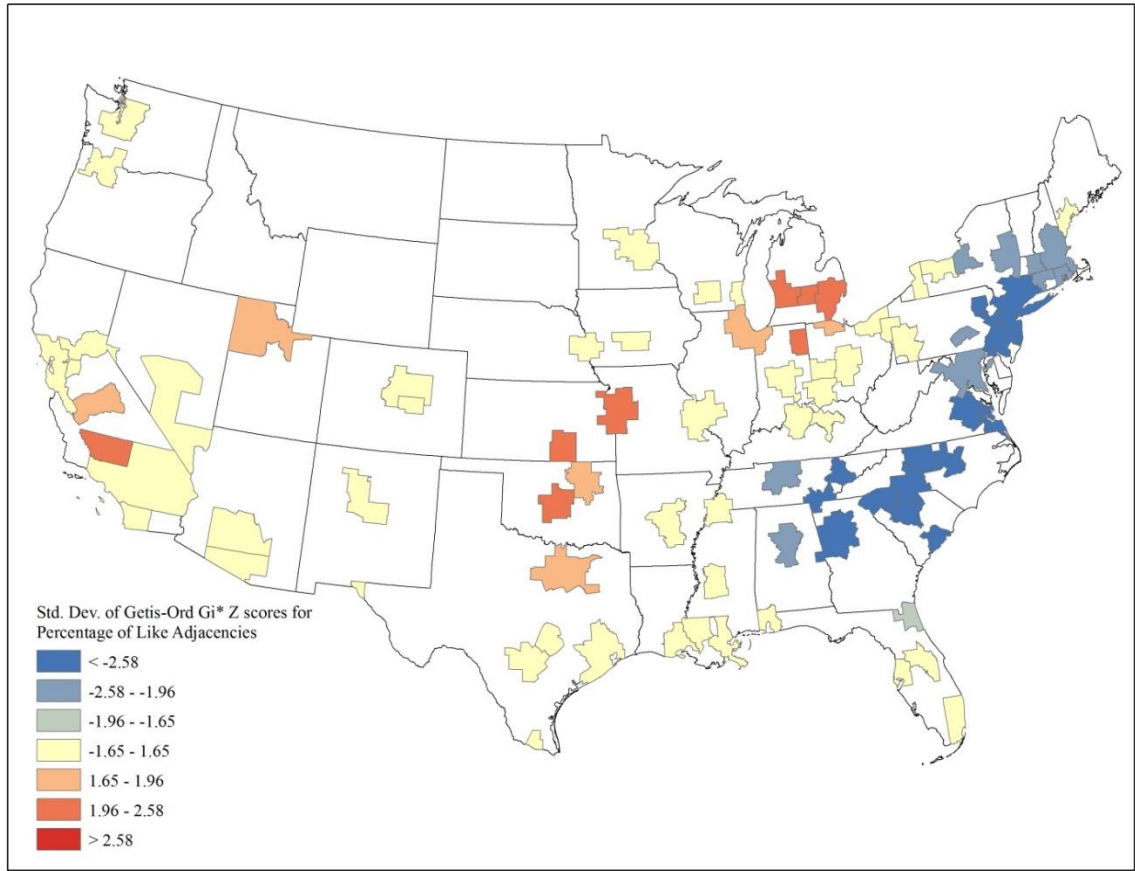 Std. Dev. of Getis-Ord Gi* Z scores for
Percentage of Like Adjacencies
< -2.58
-2.58 - -1.96
-1.96 - -1.65
-1.65 - 1.65
1.65 - 1.96
1.96 - 2.58
> 2.58